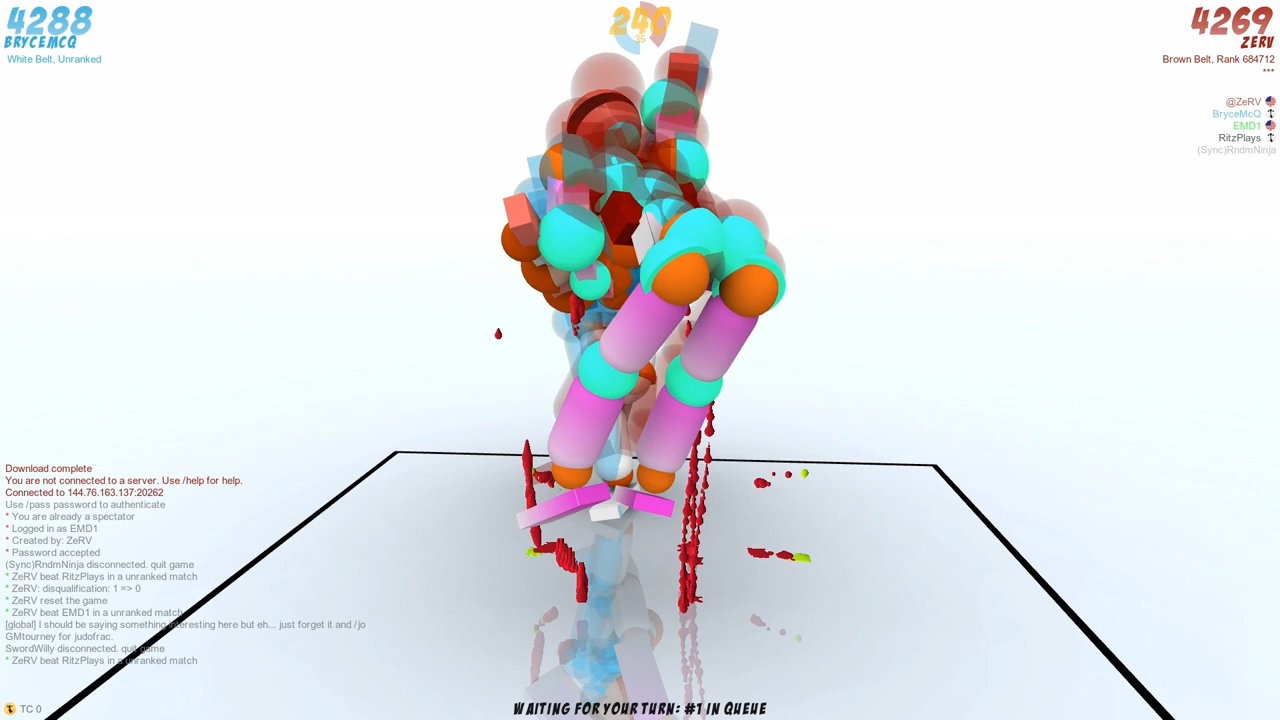 4288
BRYCEMCQ
White Belt, Unranked
240
35
4269
ZERV
Brown Belt, Rank 684712
***
@ZeRV
BryceMcQ
EMD1
RitzPlays
(Sync)RndmNinja
Download complete
You are not connected to a server. Use /help for help.
Connected to 144.76.163.137:20262
Use /pass password to authenticate
* You are already a spectator
* Logged in as EMD1
* Created by: ZeRV
* Password accepted
(Sync)RndmNinja disconnected. quit game
* ZeRV beat RitzPlays in a unranked match
* ZeRV: disqualification: 1 => 0
* ZeRV reset the game
* ZeRV beat EMD1 in a unranked match
[global] I should be saying something interesting here but eh... just forget it and /jo
GMtourney for judofrac.
SwordWilly disconnected. quit game
* ZeRV beat RitzPlays in a unranked match
TC 0
WAITING FOR YOUR TURN: #1 IN QUEUE